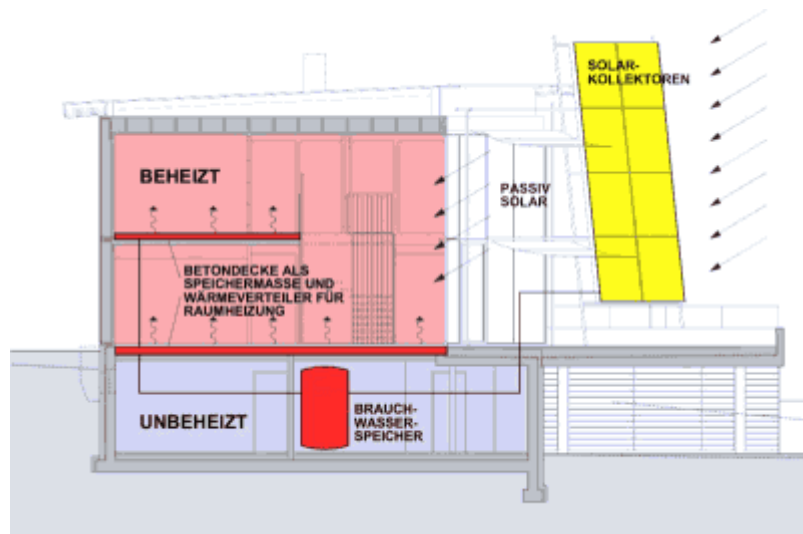 SOLAR-
KOLLEKTOREN
BEHEIZT
PASSIV
SOLAR
BETONDECKE ALS
SPEICHERMASSE UND
WÄRMEVERTEILER FÜR
RAUMHEIZUNG
UNBEHEIZT
BRAUCH-
WASSER-
SPEICHER